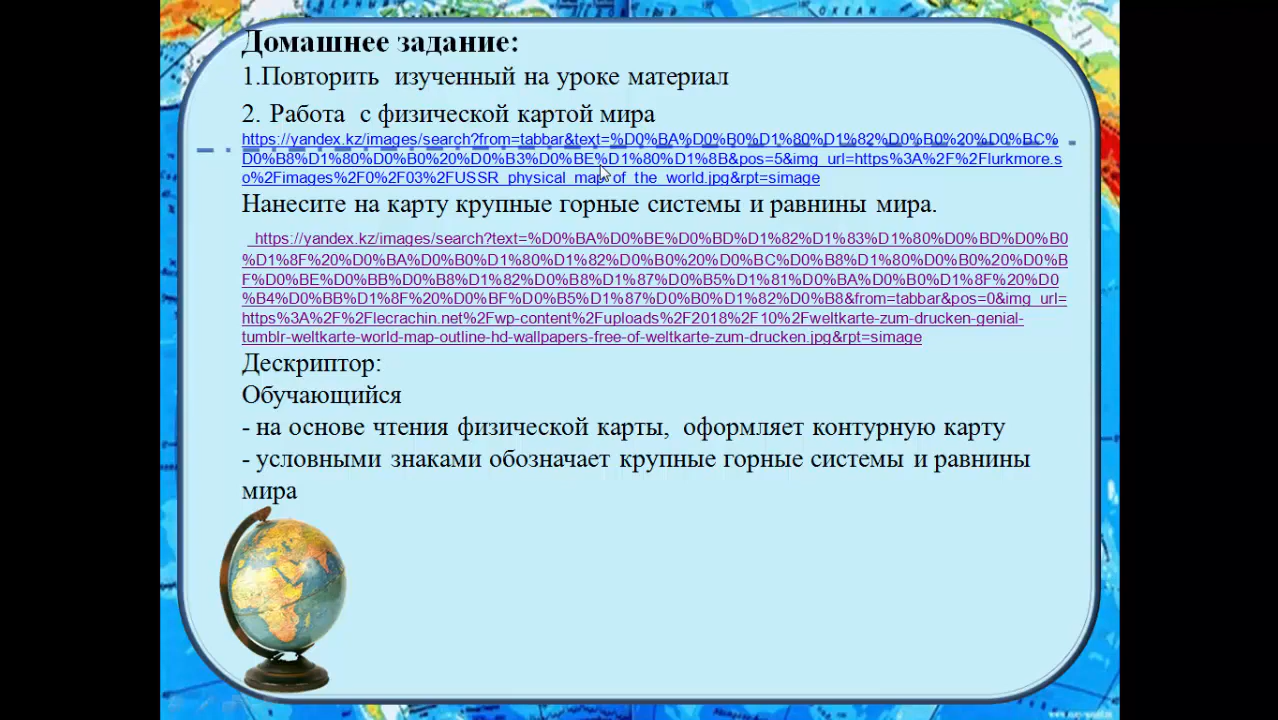 Домашнее задание:
1.Повторить изученный на уроке материал
2. Работа с физической картой мира
https://yandex.kz/images/search?from=tabbar&text=%D0%BA%D0%B0%D1%80%D1%82%D0%B0%20%D0%BC%
D0%B8%D1%80%D0%B0%20%D0%B3%D0%BE%D1%80%D1%8B&pos=5&img_url=https%3A%2F%2Flurkmore.s
o%2Fimages%2F0%2F03%2FUSSR_physical_map_of_the_world.jpg&rpt=simage
Нанесите на карту крупные горные системы и равнины мира.
https://yandex.kz/images/search?text=%D0%BA%D0%BE%D0%BD%D1%82%D1%83%D1%80%D0%BD%D0%B0
%D1%8F%20%D0%BA%D0%B0%D1%80%D1%82%D0%B0%20%D0%BC%D0%B8%D1%80%D0%B0%20%D0%B
F%D0%BE%D0%BB%D0%B8%D1%82%D0%B8%D1%87%D0%B5%D1%81%D0%BA%D0%B0%D1%8F%20%D0
%B4%D0%BB%D1%8F%20%D0%BF%D0%B5%D1%87%D0%B0%D1%82%D0%B8&from=tabbar&pos=0&img_url=
https%3A%2F%2Flecrachin.net%2Fwp-content%2Fuploads%2F2018%2F10%2Fweltkarte-zum-drucken-genial-
tumblr-weltkarte-world-map-outline-hd-wallpapers-free-of-weltkarte-zum-drucken.jpg&rpt=simage
Дескриптор:
Обучающийся
- на основе чтения физической карты, оформляет контурную карту
- условными знаками обозначает крупные горные системы и равнины
мира